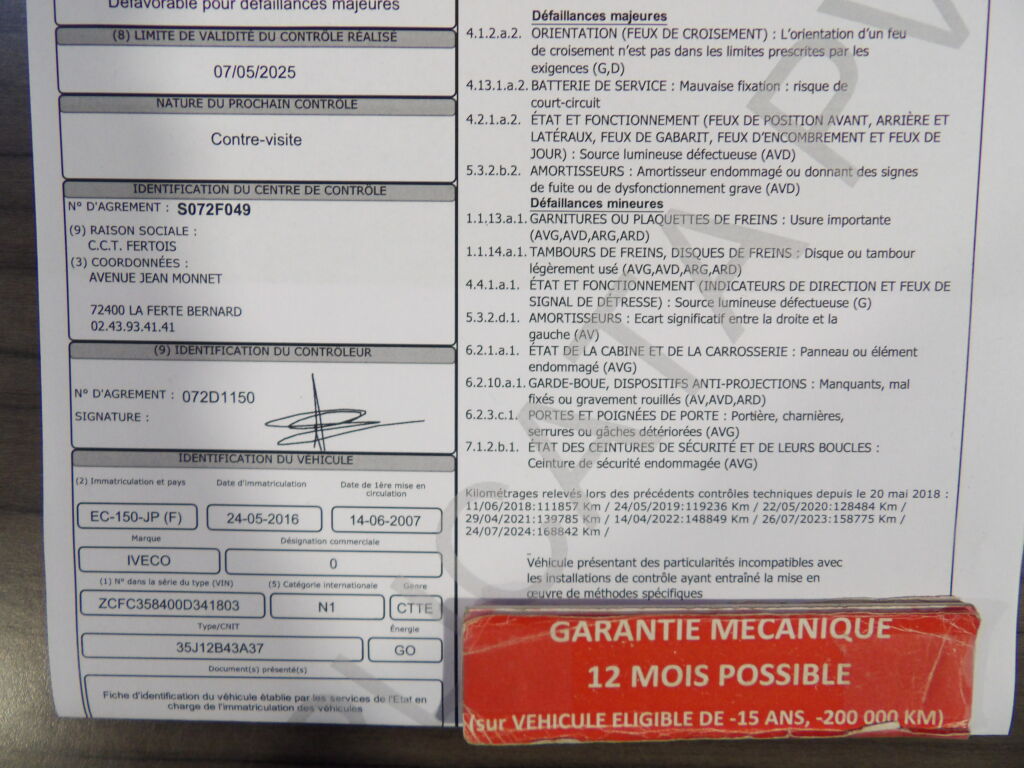 Défavorable pour défaillances majeures
(8) LIMITE DE VALIDITÉ DU CONTRÔLE RÉALISÉ
07/05/2025
NATURE DU PROCHAIN CONTRÔLE
Contre-visite
IDENTIFICATION DU CENTRE DE CONTRÔLE
N° D'AGREMENT : S072F049
(9) RAISON SOCIALE :
C.C.T. FERTOIS
(3) COORDONNÉES :
AVENUE JEAN MONNET
72400 LA FERTE BERNARD
02.43.93.41.41
(9) IDENTIFICATION DU CONTRÔLEUR
N° D'AGREMENT : 072D1150
SIGNATURE :
IDENTIFICATION DU VÉHICULE
(2) Immatriculation et pays Date d'immatriculation Date de 1ère mise en
circulation
EC-150-JP (F) 24-05-2016 14-06-2007
Marque Désignation commerciale
IVECO 0
(1) N° dans la série du type (VIN) (5) Catégorie internationale Genre
ZCFC358400D341803 N1 CTTE
Type/CNIT Énergie
35J12B43A37 GO
Document(s) présenté(s)
Fiche d'identification du véhicule établie par les services de l'Etat en
charge de l'immatriculation des véhicules
Défaillances majeures
4.1.2.a.2. ORIENTATION (FEUX DE CROISEMENT) : L'orientation d'un feu
de croisement n'est pas dans les limites prescrites par les
exigences (G,D)
4.13.1.a.2. BATTERIE DE SERVICE : Mauvaise fixation : risque de
court-circuit
4.2.1.a.2. ÉTAT ET FONCTIONNEMENT (FEUX DE POSITION AVANT, ARRIÈRE ET
LATÉRAUX, FEUX DE GABARIT, FEUX D'ENCOMBREMENT ET FEUX DE
JOUR) : Source lumineuse défectueuse (AVD)
5.3.2.b.2. AMORTISSEURS : Amortisseur endommagé ou donnant des signes
de fuite ou de dysfonctionnement grave (AVD)
Défaillances mineures
1.1.13.a.1. GARNITURES OU PLAQUETTES DE FREINS : Usure importante
(AVG,AVD,ARG,ARD)
1.1.14.a.1. TAMBOURS DE FREINS, DISQUES DE FREINS : Disque ou tambour
légèrement usé (AVG,AVD,ARG,ARD)
4.4.1.a.1. ÉTAT ET FONCTIONNEMENT (INDICATEURS DE DIRECTION ET FEUX DE
SIGNAL DE DÉTRESSE) : Source lumineuse défectueuse (G)
5.3.2.d.1. AMORTISSEURS : Ecart significatif entre la droite et la
gauche (AV)
6.2.1.a.1. ÉTAT DE LA CABINE ET DE LA CARROSSERIE : Panneau ou élément
endommagé (AVG)
6.2.10.a.1. GARDE-BOUE, DISPOSITIFS ANTI-PROJECTIONS : Manquants, mal
fixés ou gravement rouillés (AV,AVD,ARD)
6.2.3.c.1. PORTES ET POIGNÉES DE PORTE : Portière, charnières,
serrures ou gâches détériorées (AVG)
7.1.2.b.1. ÉTAT DES CEINTURES DE SÉCURITÉ ET DE LEURS BOUCLES :
Ceinture de sécurité endommagée (AVG)
Kilométrages relevés lors des précédents contrôles techniques depuis le 20 mai 2018 :
11/06/2018:111857 Km / 24/05/2019:119236 Km / 22/05/2020:128484 Km /
29/04/2021:139785 Km / 14/04/2022:148849 Km / 26/07/2023:158775 Km /
24/07/2024:168842 Km /
Véhicule présentant des particularités incompatibles avec
les installations de contrôle ayant entraîné la mise en
œuvre de méthodes spécifiques
GARANTIE MECANIQUE
12 MOIS POSSIBLE
(sur VEHICULE ELIGIBLE DE -15 ANS, -200 000 KM)